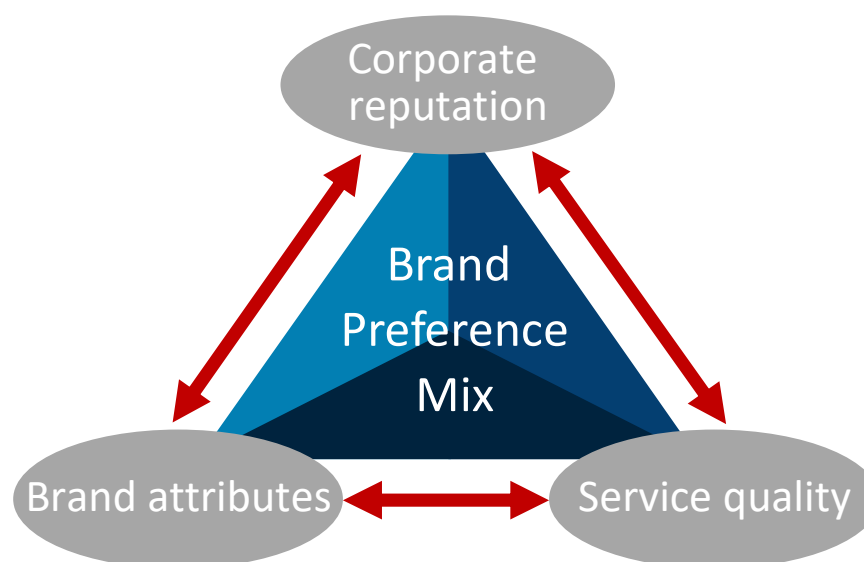 Corporate
reputation
Brand
Preference
Mix
Brand attributes
Service quality